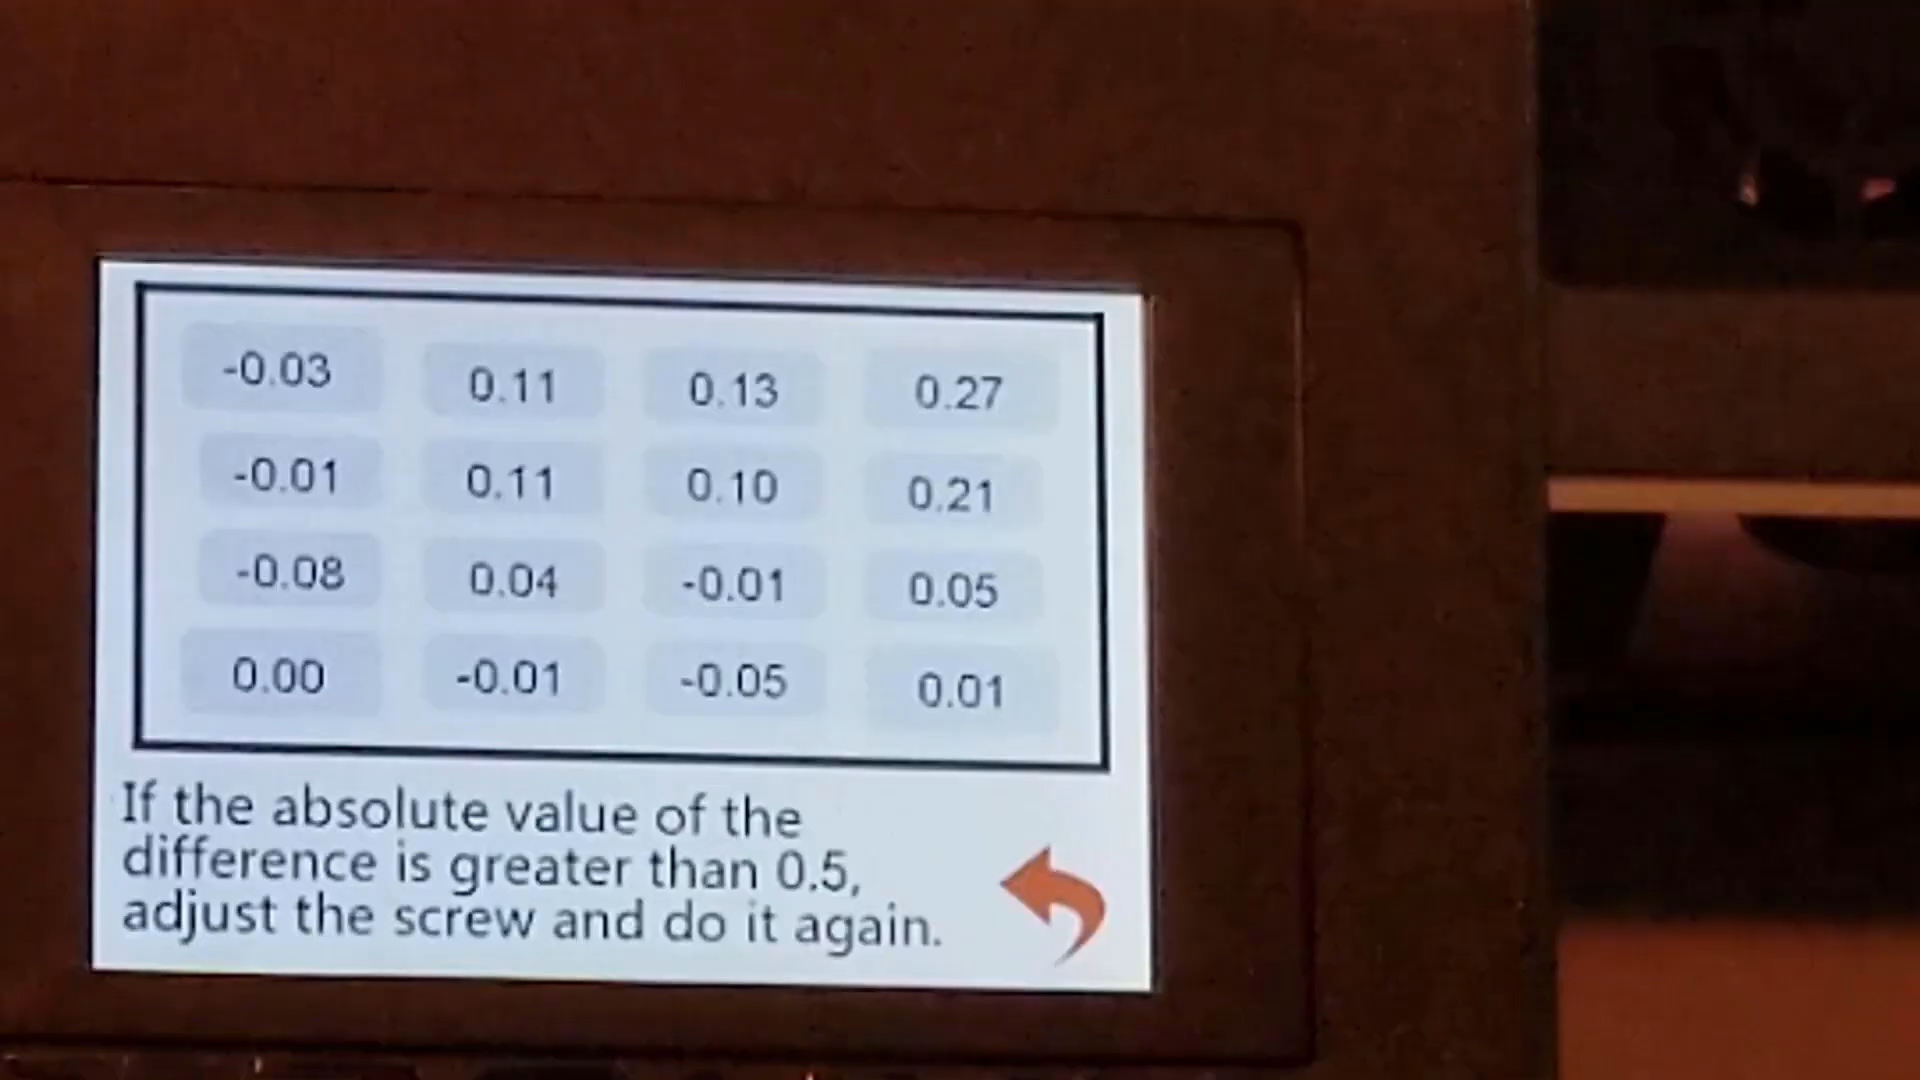 -0.03 0.11 0.13 0.27
-0.01 0.11 0.10 0.21
-0.08 0.04 -0.01 0.05
0.00 -0.01 -0.05 0.01
If the absolute value of the
difference is greater than 0.5,
adjust the screw and do it again.